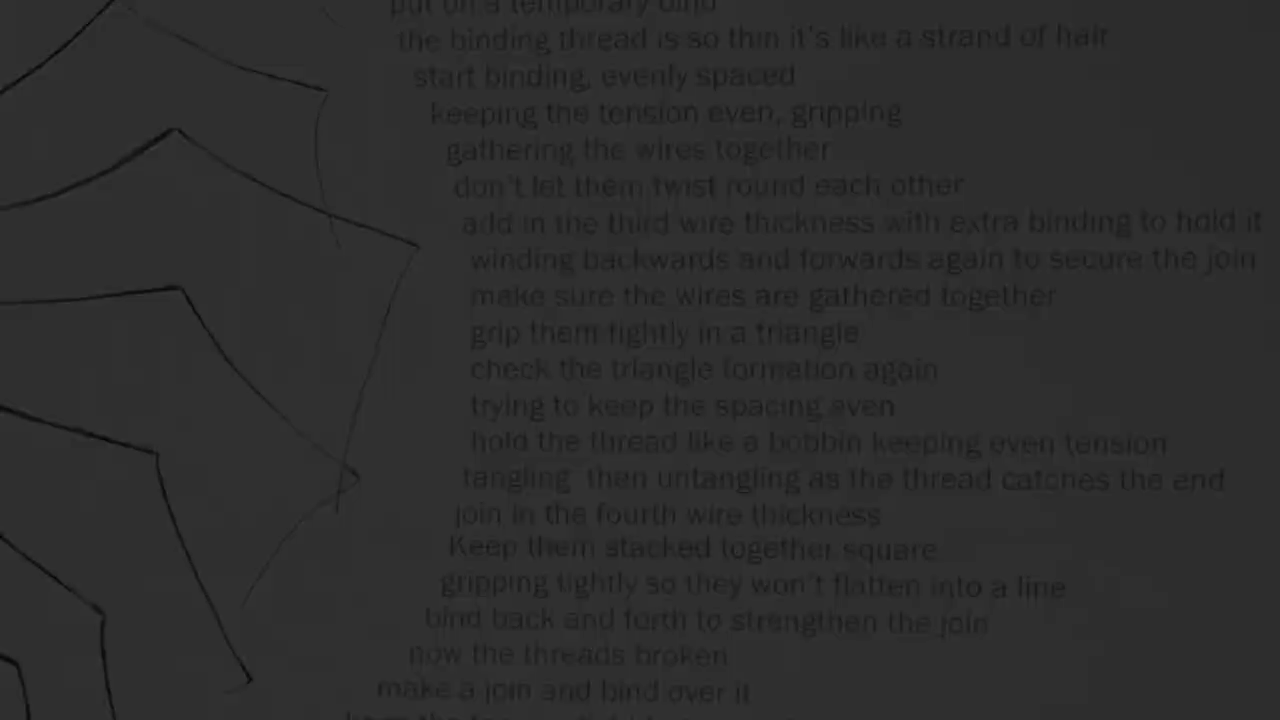 put on a temporary bind
the binding thread is so thin it's like a strand of hair
start binding, evenly spaced
keeping the tension even, gripping
gathering the wires together
don't let them twist round each other
add in the third wire thickness with extra binding to hold it
winding backwards and forwards again to secure the join
make sure the wires are gathered together
grip them tightly in a triangle
check the triangle formation again
trying to keep the spacing even
hold the thread like a bobbin keeping even tension
tangling then untangling as the thread catches the end
join in the fourth wire thickness
Keep them stacked together square
gripping tightly so they won't flatten into a line
bind back and forth to strengthen the join
now the threads broken
make a join and bind over it